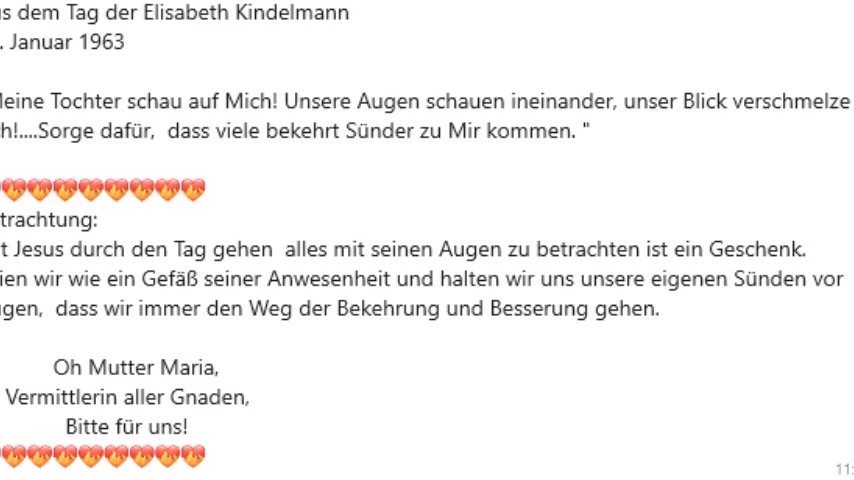 s dem Tag der Elisabeth Kindelmann
. Januar 1963
Meine Tochter schau auf Mich! Unsere Augen schauen ineinander, unser Blick verschmelze
h!....Sorge dafür,  dass viele bekehrt Sünder zu Mir kommen. "
❤️‍🔥❤️‍🔥❤️‍🔥❤️‍🔥❤️‍🔥❤️‍🔥❤️‍🔥❤️‍🔥
trachtung:
t Jesus durch den Tag gehen  alles mit seinen Augen zu betrachten ist ein Geschenk.
ien wir wie ein Gefäß seiner Anwesenheit und halten wir uns unsere eigenen Sünden vor
gen,  dass wir immer den Weg der Bekehrung und Besserung gehen.
Oh Mutter Maria,
Vermittlerin aller Gnaden,
Bitte für uns!
❤️‍🔥❤️‍🔥❤️‍🔥❤️‍🔥❤️‍🔥❤️‍🔥❤️‍🔥❤️‍🔥
11: